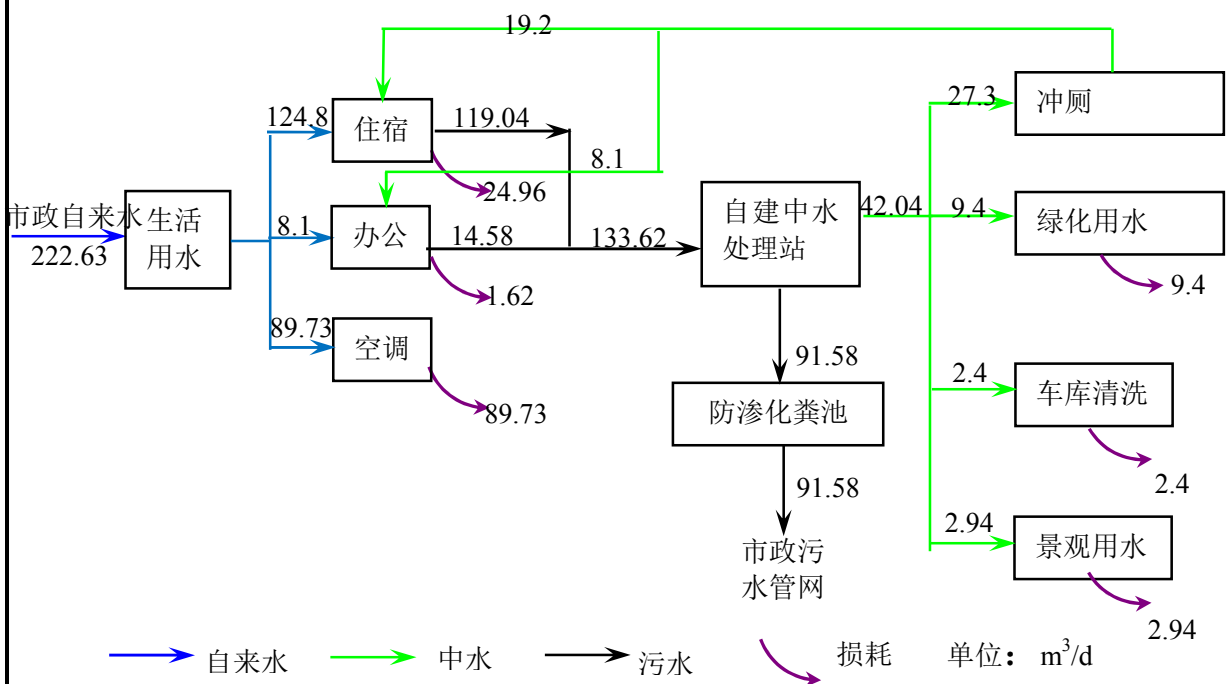 19.2
124.8
住宿
119.04
24.96
8.1
27.3
冲厕
市政自来水
222.63
生活
用水
8.1
办公
14.58
133.62
1.62
自建中水
处理站
42.04
9.4
绿化用水
9.4
89.73
空调
89.73
91.58
防渗化粪池
91.58
市政污
水管网
2.4
车库清洗
2.4
2.94
景观用水
2.94
自来水
中水
污水
损耗
单位： m³/d